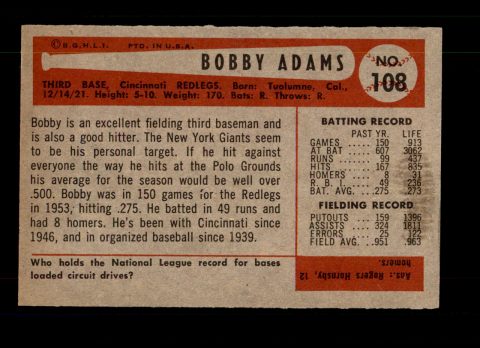 © B.G.H.L.I. PTD. IN U.S.A.
BOBBY ADAMS
NO.
108
THIRD BASE, Cincinnati REDLEGS. Born: Tuolumne, Cal.,
12/14/21. Height: 5-10. Weight: 170. Bats: R. Throws: R.
Bobby is an excellent fielding third baseman and
is also a good hitter. The New York Giants seem
to be his personal target. If he hit against
everyone the way he hits at the Polo Grounds
his average for the season would be well over
.500. Bobby was in 150 games for the Redlegs
in 1953, hitting .275. He batted in 49 runs and
had 8 homers. He's been with Cincinnati since
1946, and in organized baseball since 1939.
BATTING RECORD
PAST YR. LIFE
GAMES .... 150 913
AT BAT ... 607 3062
RUNS .... 99 437
HITS .... 167 835
HOMERS ... 8 31
R. B. I. ... 49 236
BAT. AVG. .. .275 .273
FIELDING RECORD
PUTOUTS .. 159 1396
ASSISTS ... 324 1811
ERRORS ... 25 122
FIELD AVG. .. .951 .963
Who holds the National League record for bases
loaded circuit drives?
Ans.: Rogers Hornsby, 12
homers.